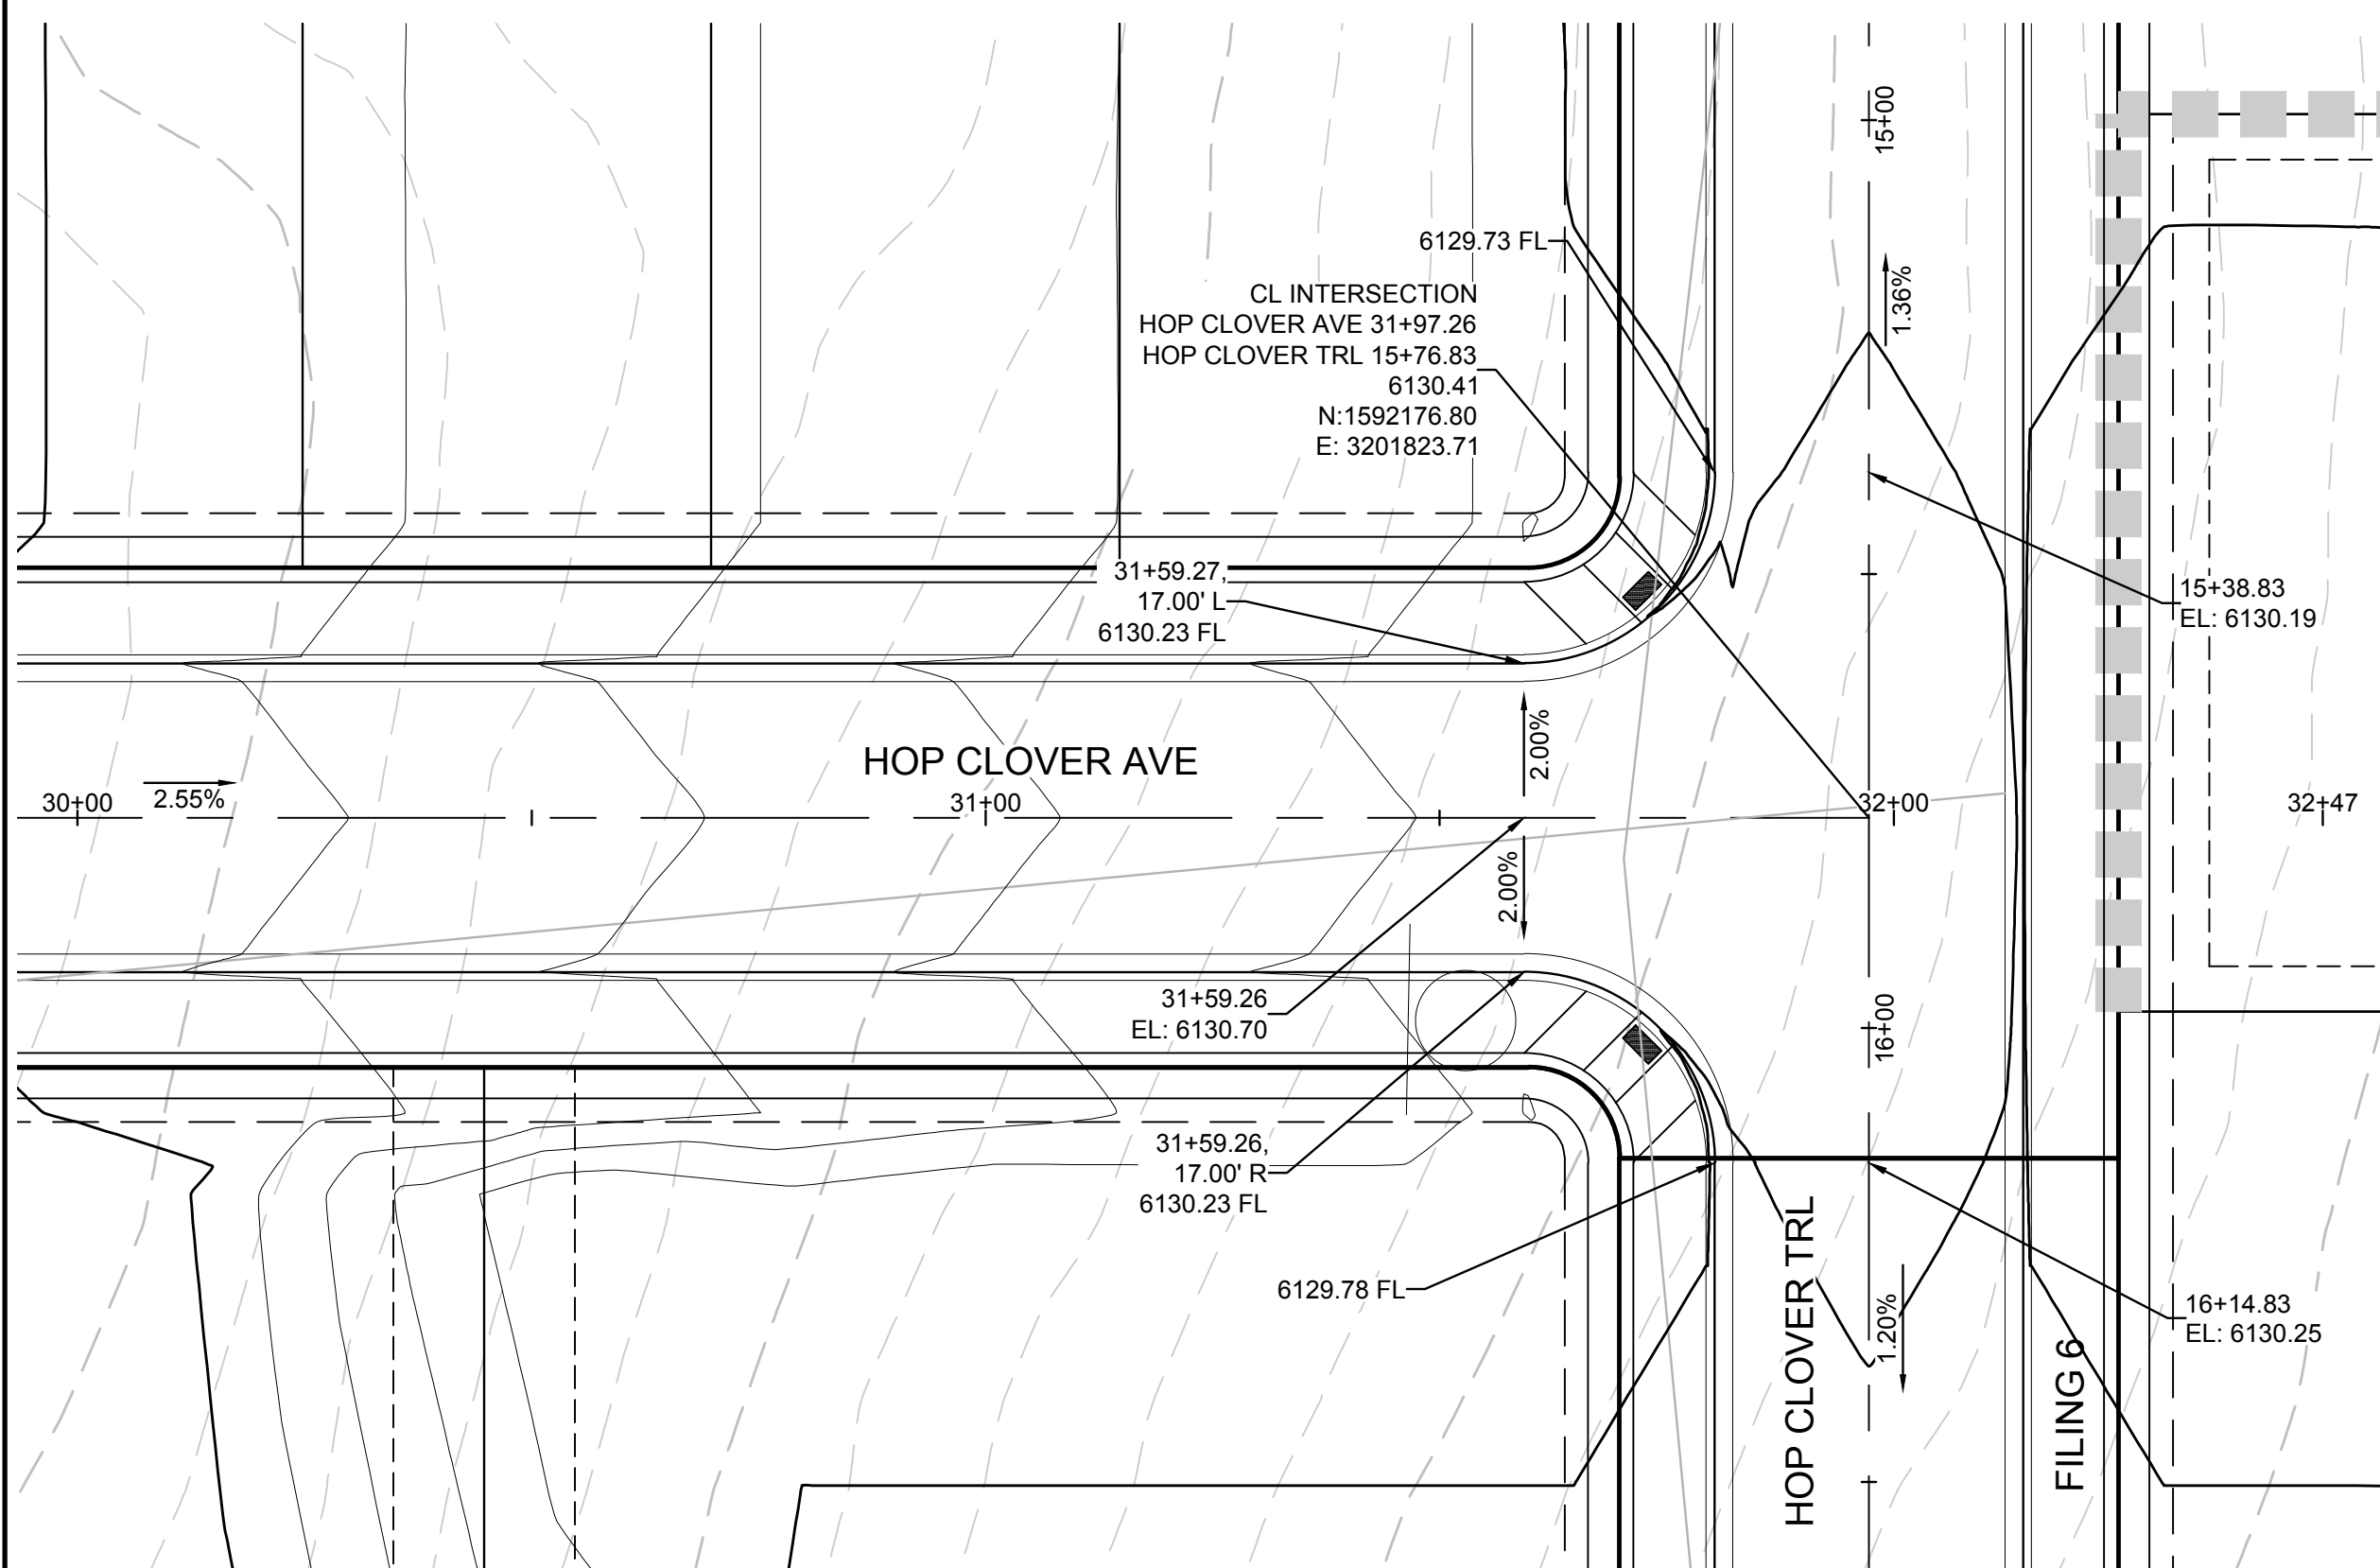 15+00
6129.73 FL
1.36%
CL INTERSECTION
HOP CLOVER AVE 31+97.26
HOP CLOVER TRL 15+76.83
6130.41
N:1592176.80
E: 3201823.71
31+59.27,
17.00' L
6130.23 FL
15+38.83
EL: 6130.19
2.00%
HOP CLOVER AVE
30+00
2.55%
31+00
32+00
32+47
2.00%
31+59.26
EL: 6130.70
16+00
31+59.26,
17.00' R
6130.23 FL
6129.78 FL
HOP CLOVER TRL
1.20%
16+14.83
EL: 6130.25
FILING 6